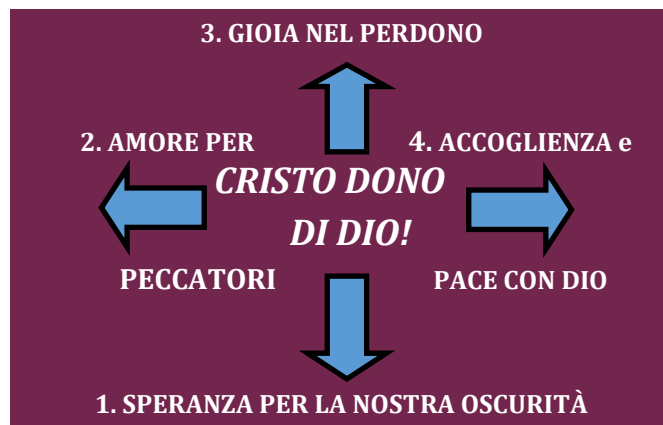 3. GIOIA NEL PERDONO
2. AMORE PER
4. ACCOGLIENZA e
CRISTO DONO
DI DIO!
PECCATORI
PACE CON DIO
1. SPERANZA PER LA NOSTRA OSCURITÀ